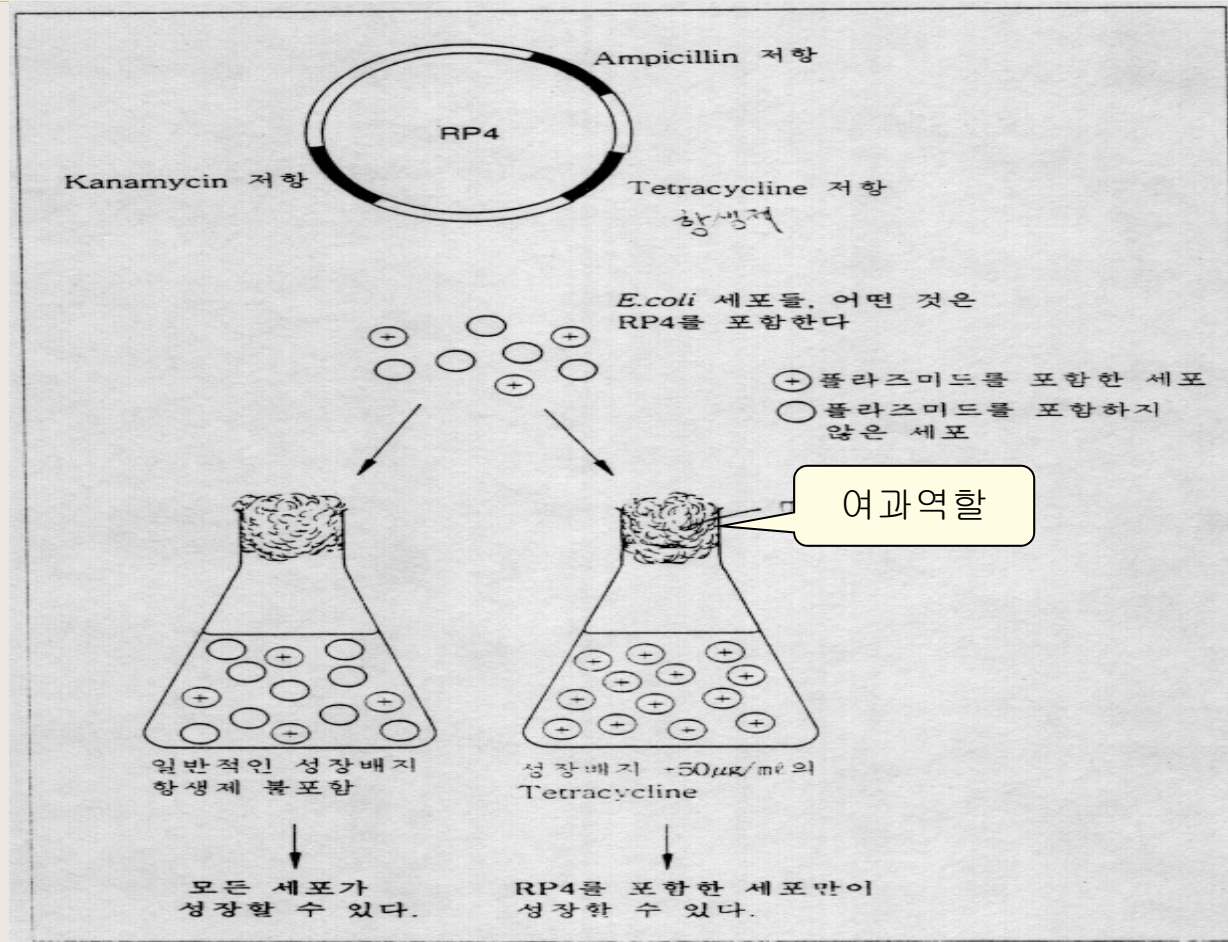 Ampicillin 저항
RP4
Kanamycin 저항
Tetracycline 저항
항생제
E.coli 세포들. 어떤 것은
RP4를 포함한다
플라즈미드를 포함한 세포
플라즈미드를 포함하지
않은 세포
여과역할
일반적인 성장배지
항생제 불포함
성장배지 +50㎍/㎖의
Tetracycline
모든 세포가
성장할 수 있다.
RP4를 포함한 세포만이
성장할 수 있다.